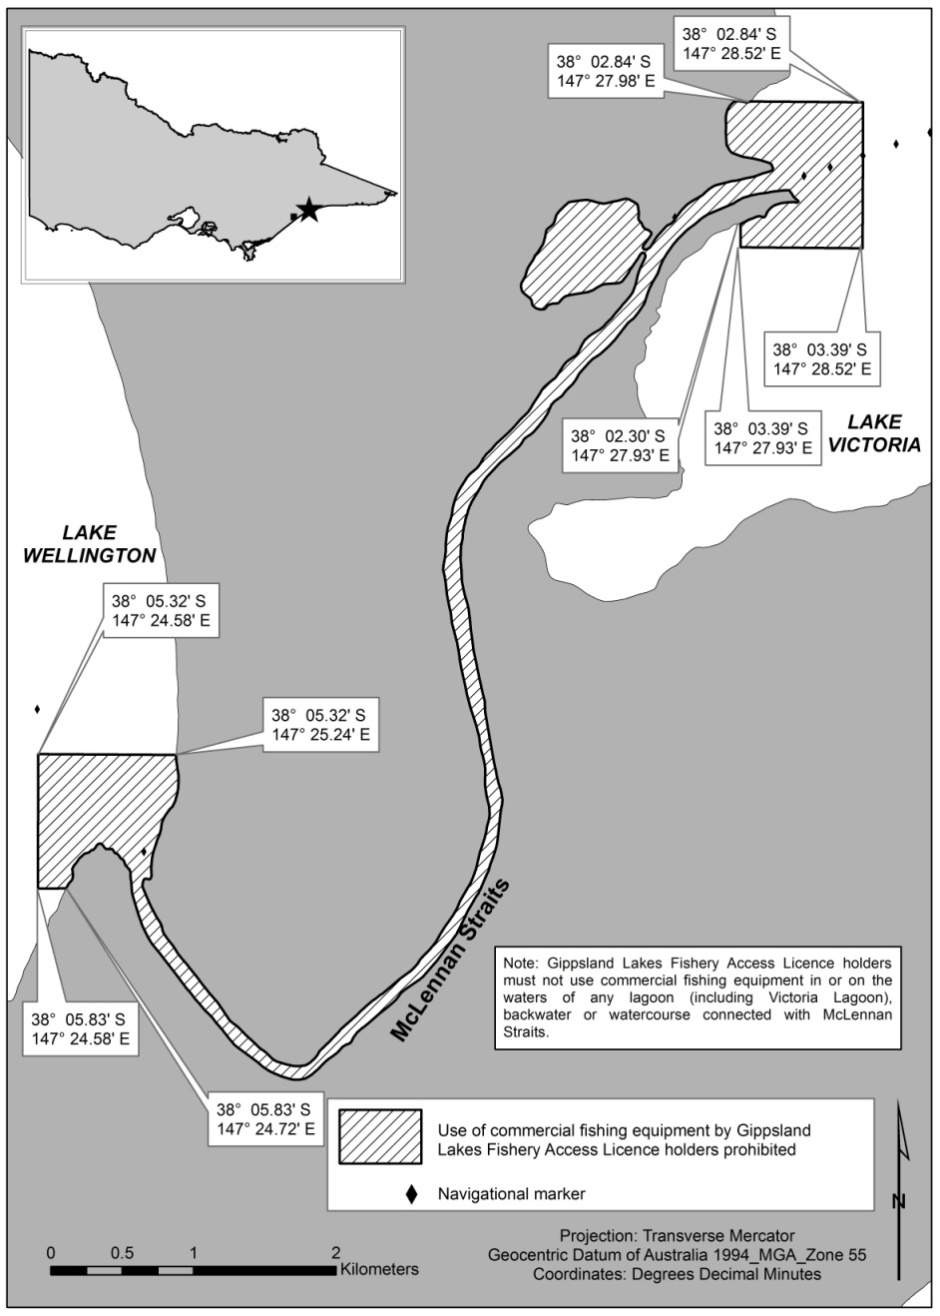 38° 02.84' S
147° 28.52' E
38° 02.84' S
147° 27.98' E
38° 03.39' S
147° 28.52' E
38° 02.30' S
147° 27.93' E
38° 03.39' S
147° 27.93' E
LAKE
VICTORIA
LAKE
WELLINGTON
38° 05.32' S
147° 24.58' E
38° 05.32' S
147° 25.24' E
McLennan Straits
Note: Gippsland Lakes Fishery Access Licence holders
must not use commercial fishing equipment in or on the
waters of any lagoon (including Victoria Lagoon),
backwater or watercourse connected with McLennan
Straits.
38° 05.83' S
147° 24.58' E
38° 05.83' S
147° 24.72' E
Use of commercial fishing equipment by Gippsland
Lakes Fishery Access Licence holders prohibited
Navigational marker
N
0 0.5 1 2
Kilometers
Projection: Transverse Mercator
Geocentric Datum of Australia 1994_MGA_Zone 55
Coordinates: Degrees Decimal Minutes